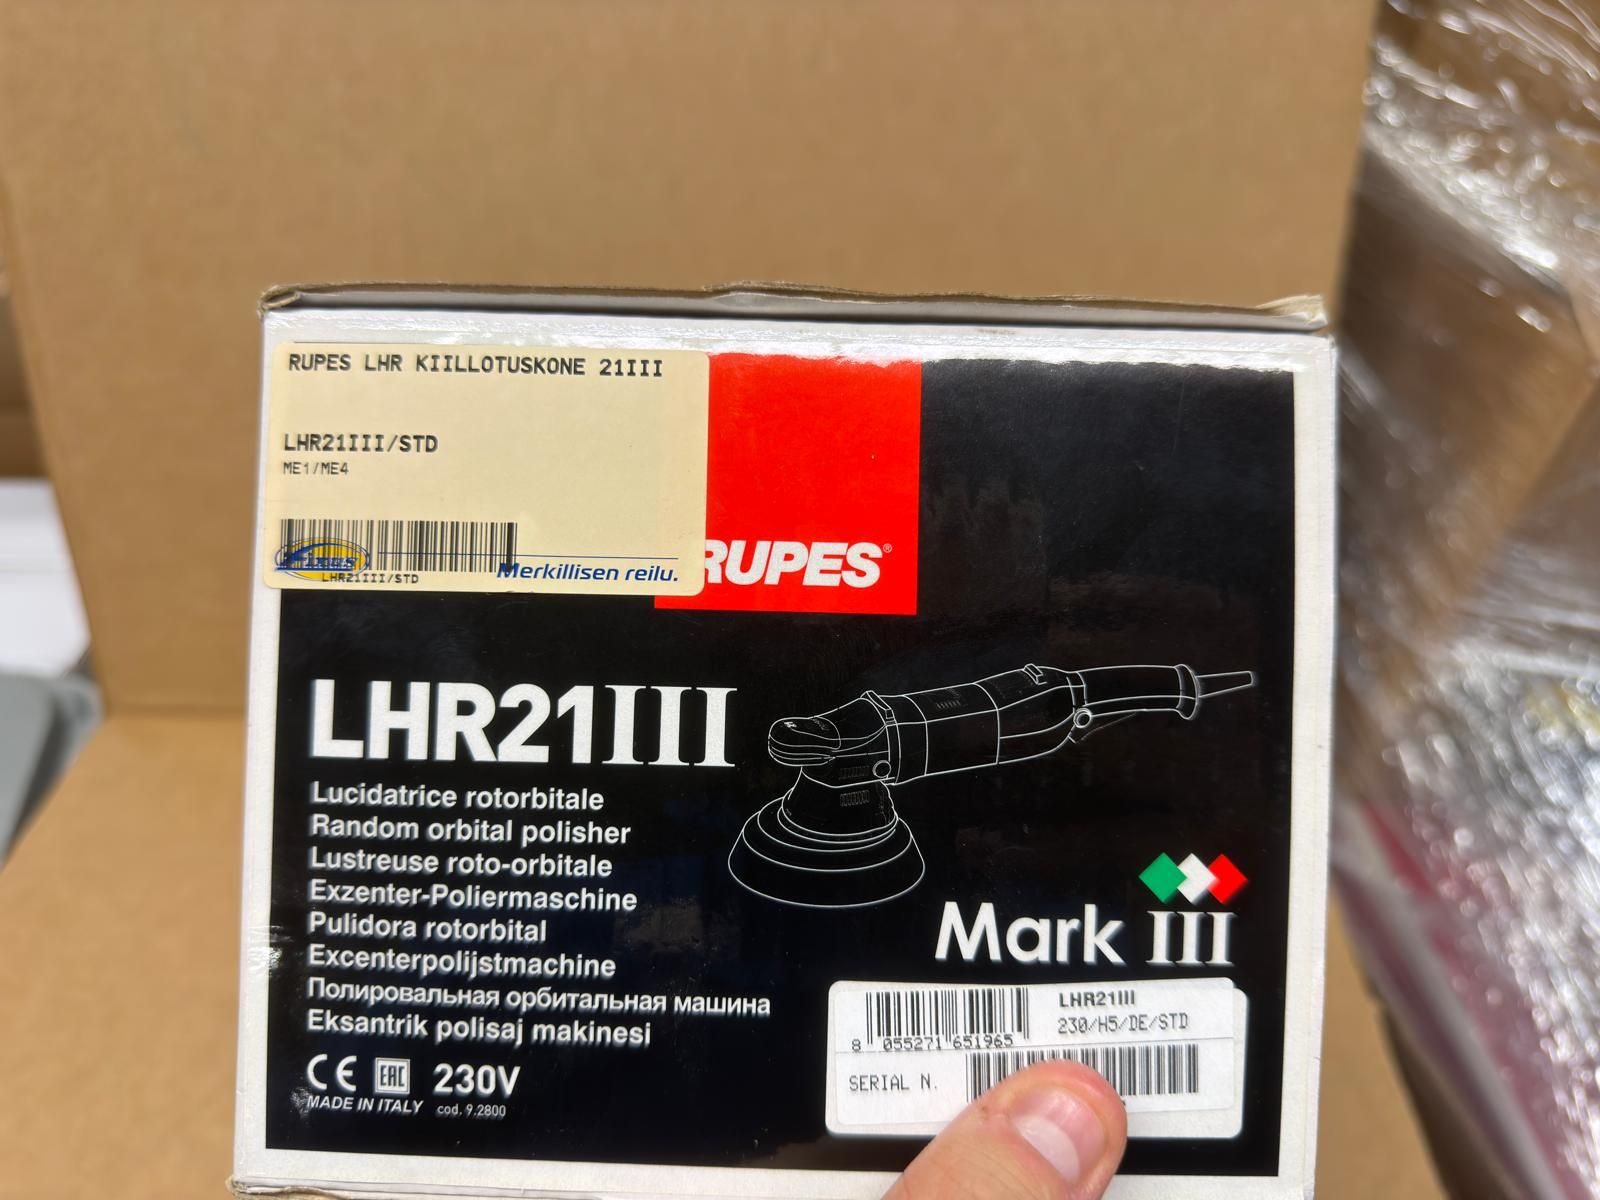 RUPES LHR KIILLOTUSKONE 21III
LHR21III/STD
ME1/ME4
LHR21III/STD
Merkillisen reilu.
RUPES®
LHR21III
Lucidatrice rotorbitale
Random orbital polisher
Lustreuse roto-orbitale
Exzenter-Poliermaschine
Pulidora rotorbital
Excenterpolijstmachine
Полировальная орбитальная машина
Eksantrik polisaj makinesi
CE EAC 230V
MADE IN ITALY cod. 9.2800
Mark III
LHR21III
230/H5/DE/STD
8 055271 651965
SERIAL N.